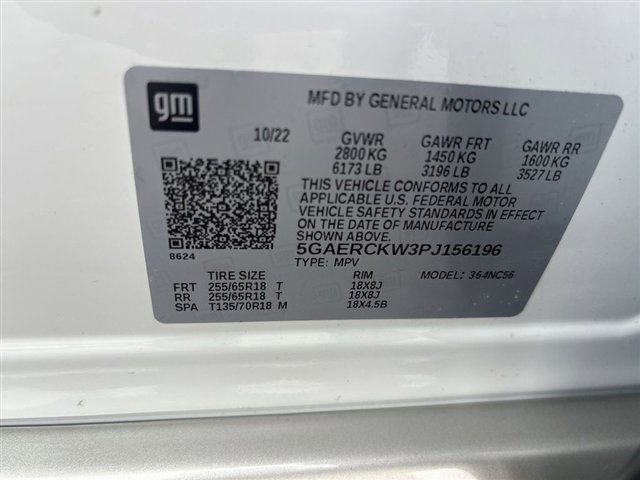 gm
MFD BY GENERAL MOTORS LLC
10/22 GVWR GAWR FRT GAWR RR
2800 KG 1450 KG 1600 KG
6173 LB 3196 LB 3527 LB
THIS VEHICLE CONFORMS TO ALL
APPLICABLE U.S. FEDERAL MOTOR
VEHICLE SAFETY STANDARDS IN EFFECT
ON THE DATE OF MANUFACTURE
SHOWN ABOVE.
8624
5GAERCKW3PJ156196
TYPE: MPV MODEL: 364NC56
TIRE SIZE RIM
FRT 255/65R18 T 18X8J
RR 255/65R18 T 18X8J
SPA T135/70R18 M 18X4.5B